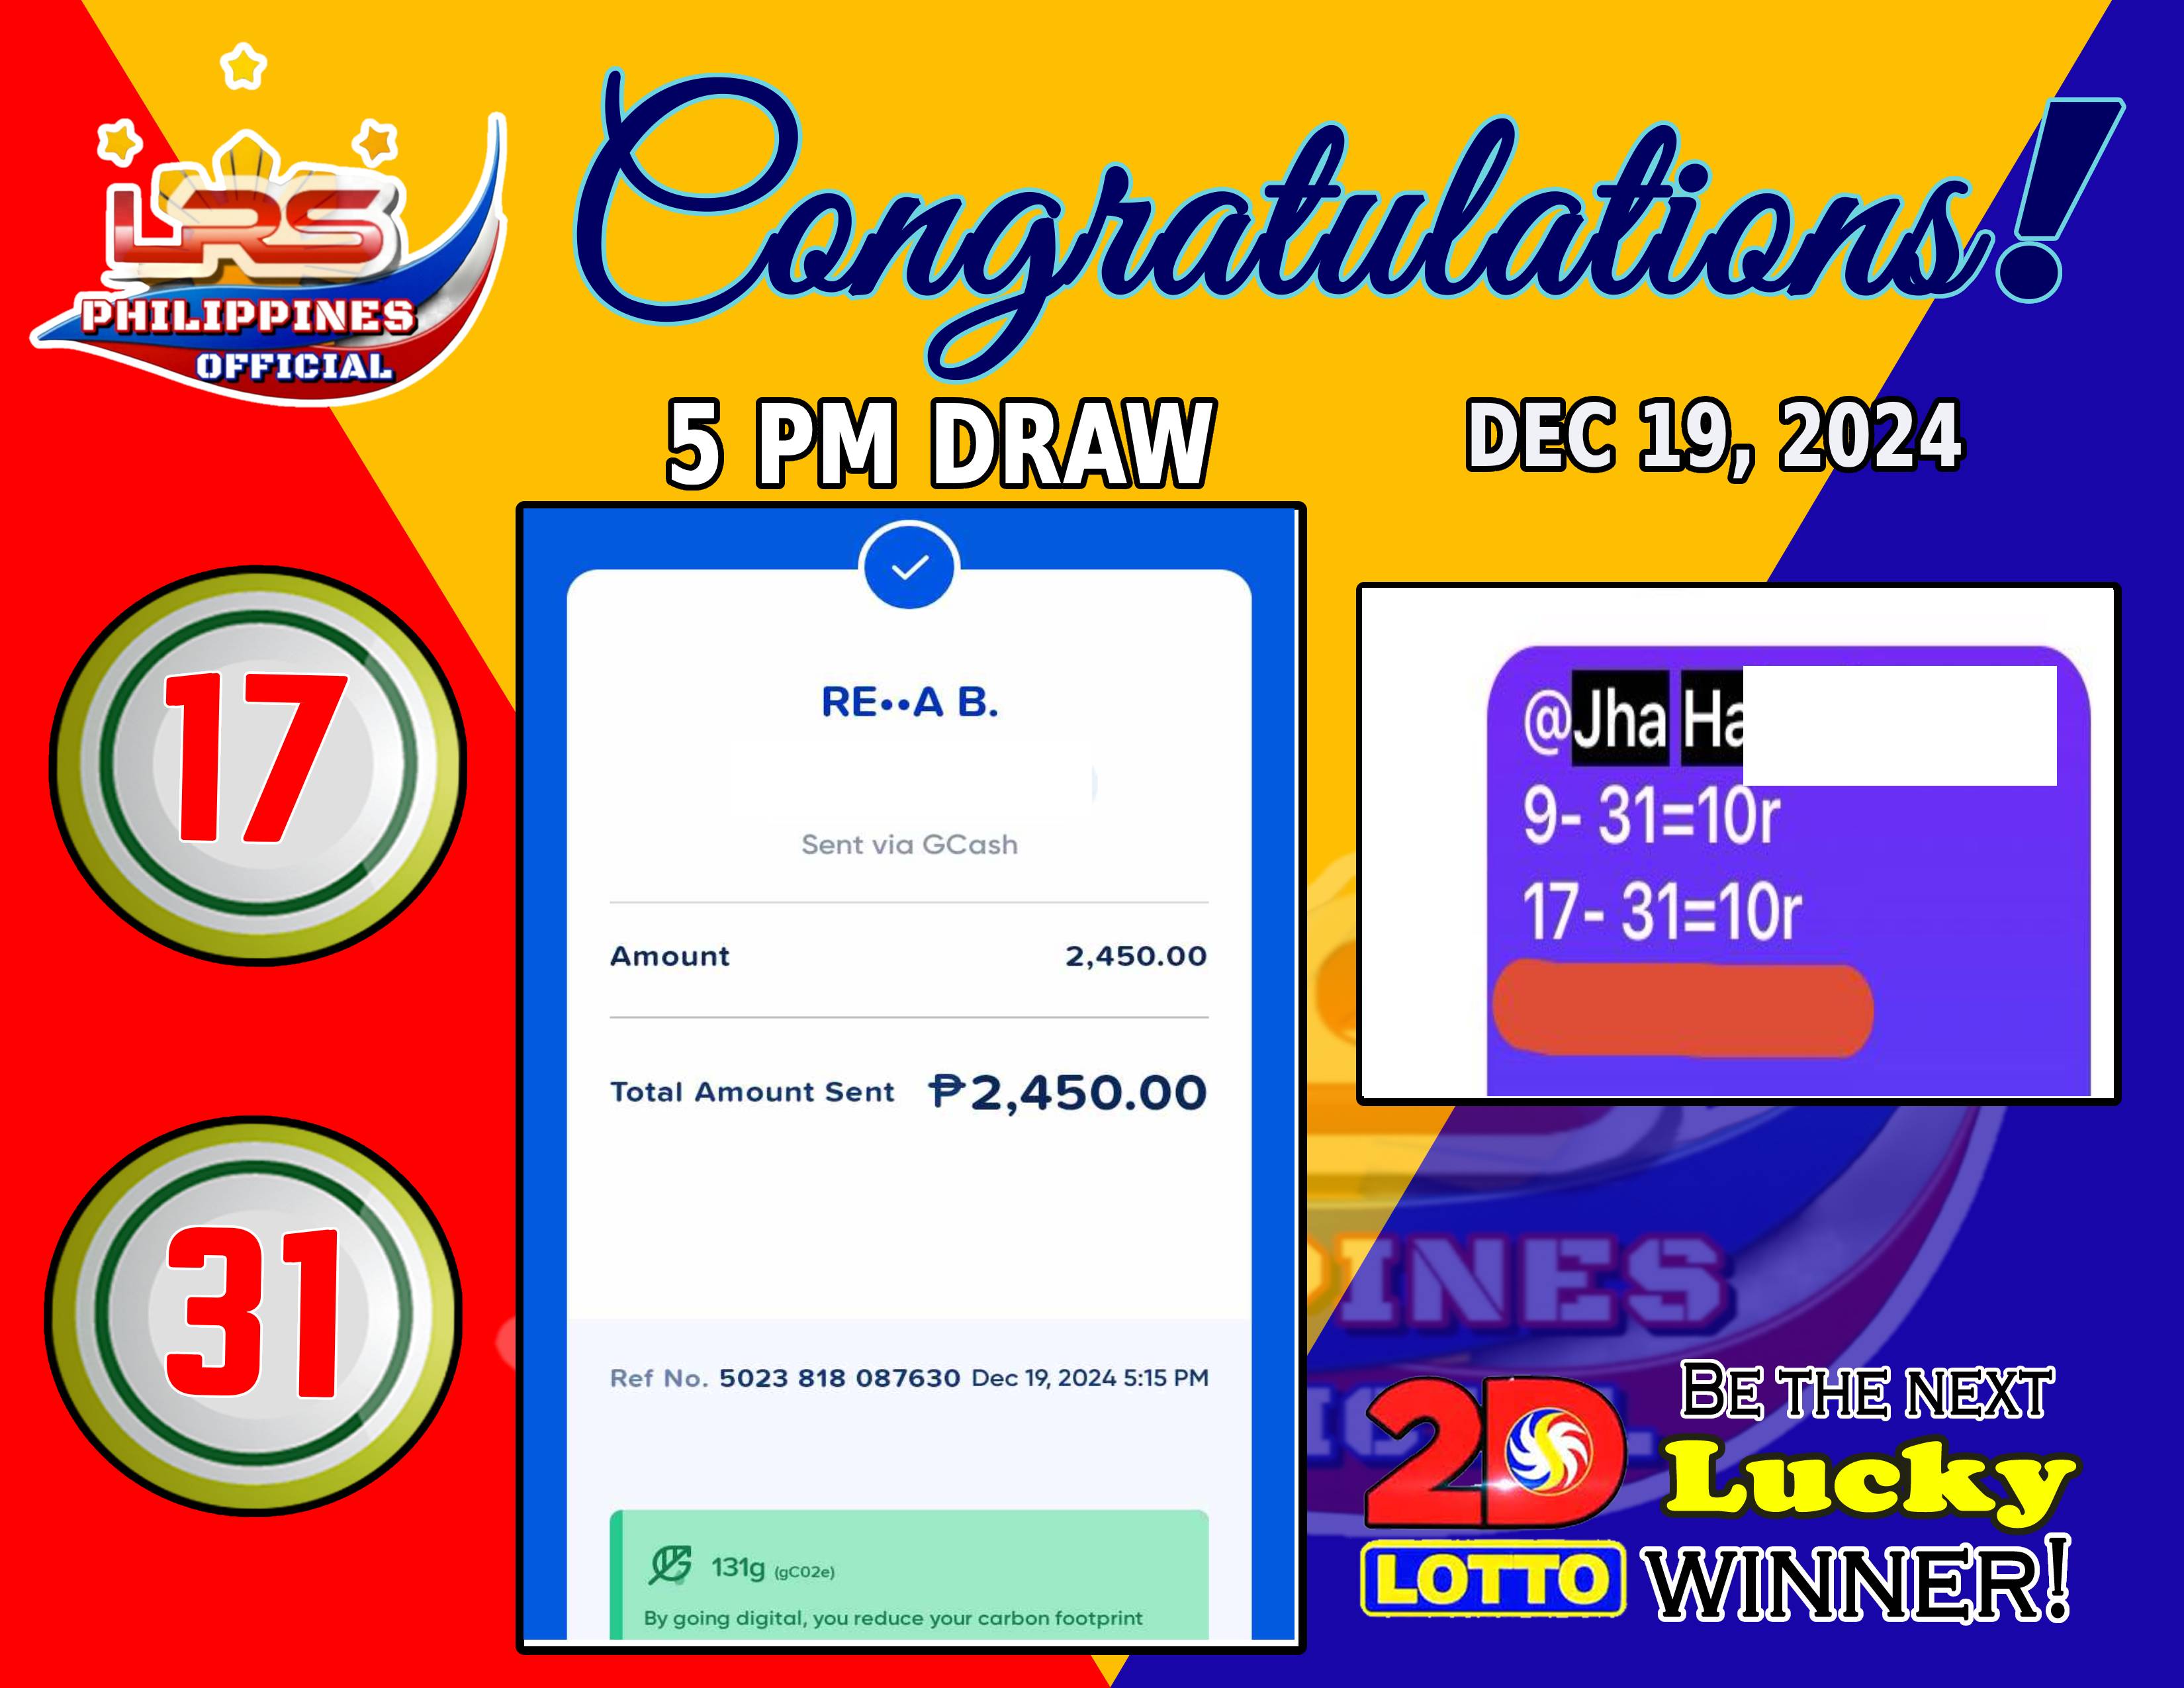 LRS
PHILIPPINES
OFFICIAL
Congratulations!
5 PM DRAW
DEC 19, 2024
17
31
RE••A B.
Sent via GCash
Amount 2,450.00
Total Amount Sent ₱2,450.00
Ref No. 5023 818 087630 Dec 19, 2024 5:15 PM
131g (gCO2e)
By going digital, you reduce your carbon footprint
@Jha Ha
9- 31=10r
17- 31=10r
PINES
2D
LOTTO
BE THE NEXT
Lucky
WINNER!